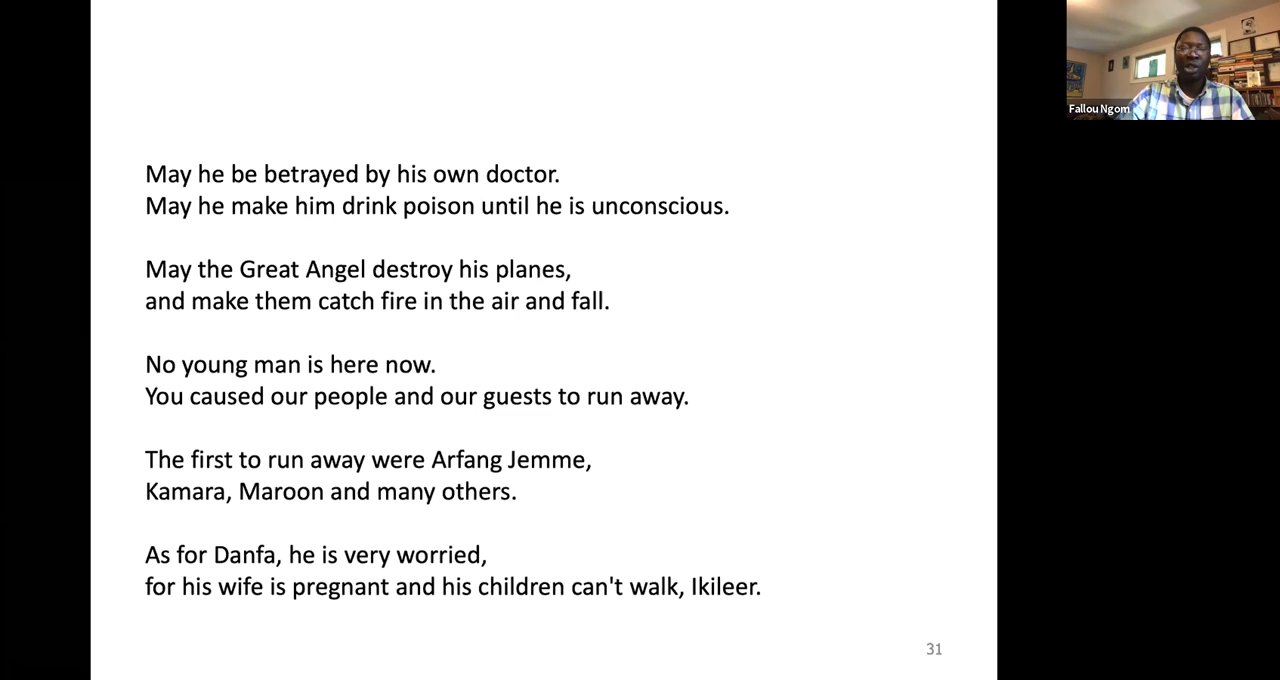 May he be betrayed by his own doctor.
May he make him drink poison until he is unconscious.
May the Great Angel destroy his planes,
and make them catch fire in the air and fall.
No young man is here now.
You caused our people and our guests to run away.
The first to run away were Arfang Jemme,
Kamara, Maroon and many others.
As for Danfa, he is very worried,
for his wife is pregnant and his children can't walk, Ikileer.
31
Fallou Ngom